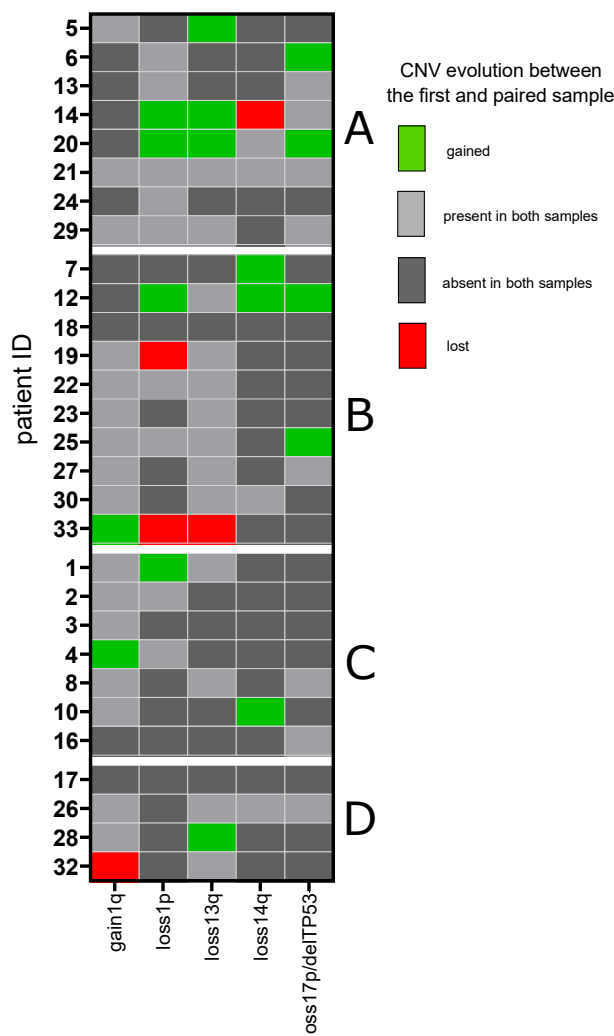 CNV evolution between
the first and paired sample
gained
present in both samples
absent in both samples
lost
patient ID
5
6
13
14
20
21
24
29
A
7
12
18
19
22
23
25
27
30
33
B
1
2
3
4
8
10
16
C
17
26
28
32
D
gain1q
loss1p
loss13q
loss14q
oss17p/delTP53